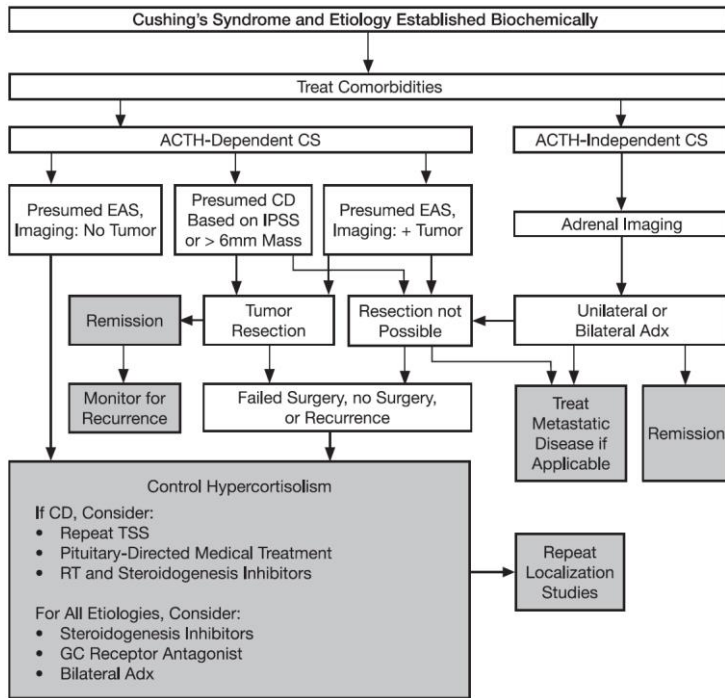 Cushing's Syndrome and Etiology Established Biochemically
Treat Comorbidities
ACTH-Dependent CS
ACTH-Independent CS
Presumed EAS,
Imaging: No Tumor
Presumed CD
Based on IPSS
or > 6mm Mass
Presumed EAS,
Imaging: + Tumor
Adrenal Imaging
Remission
Tumor
Resection
Resection not
Possible
Unilateral or
Bilateral Adx
Monitor for
Recurrence
Failed Surgery, no Surgery,
or Recurrence
Treat
Metastatic
Disease if
Applicable
Remission
Control Hypercortisolism
If CD, Consider:
• Repeat TSS
• Pituitary-Directed Medical Treatment
• RT and Steroidogenesis Inhibitors
For All Etiologies, Consider:
• Steroidogenesis Inhibitors
• GC Receptor Antagonist
• Bilateral Adx
Repeat
Localization
Studies